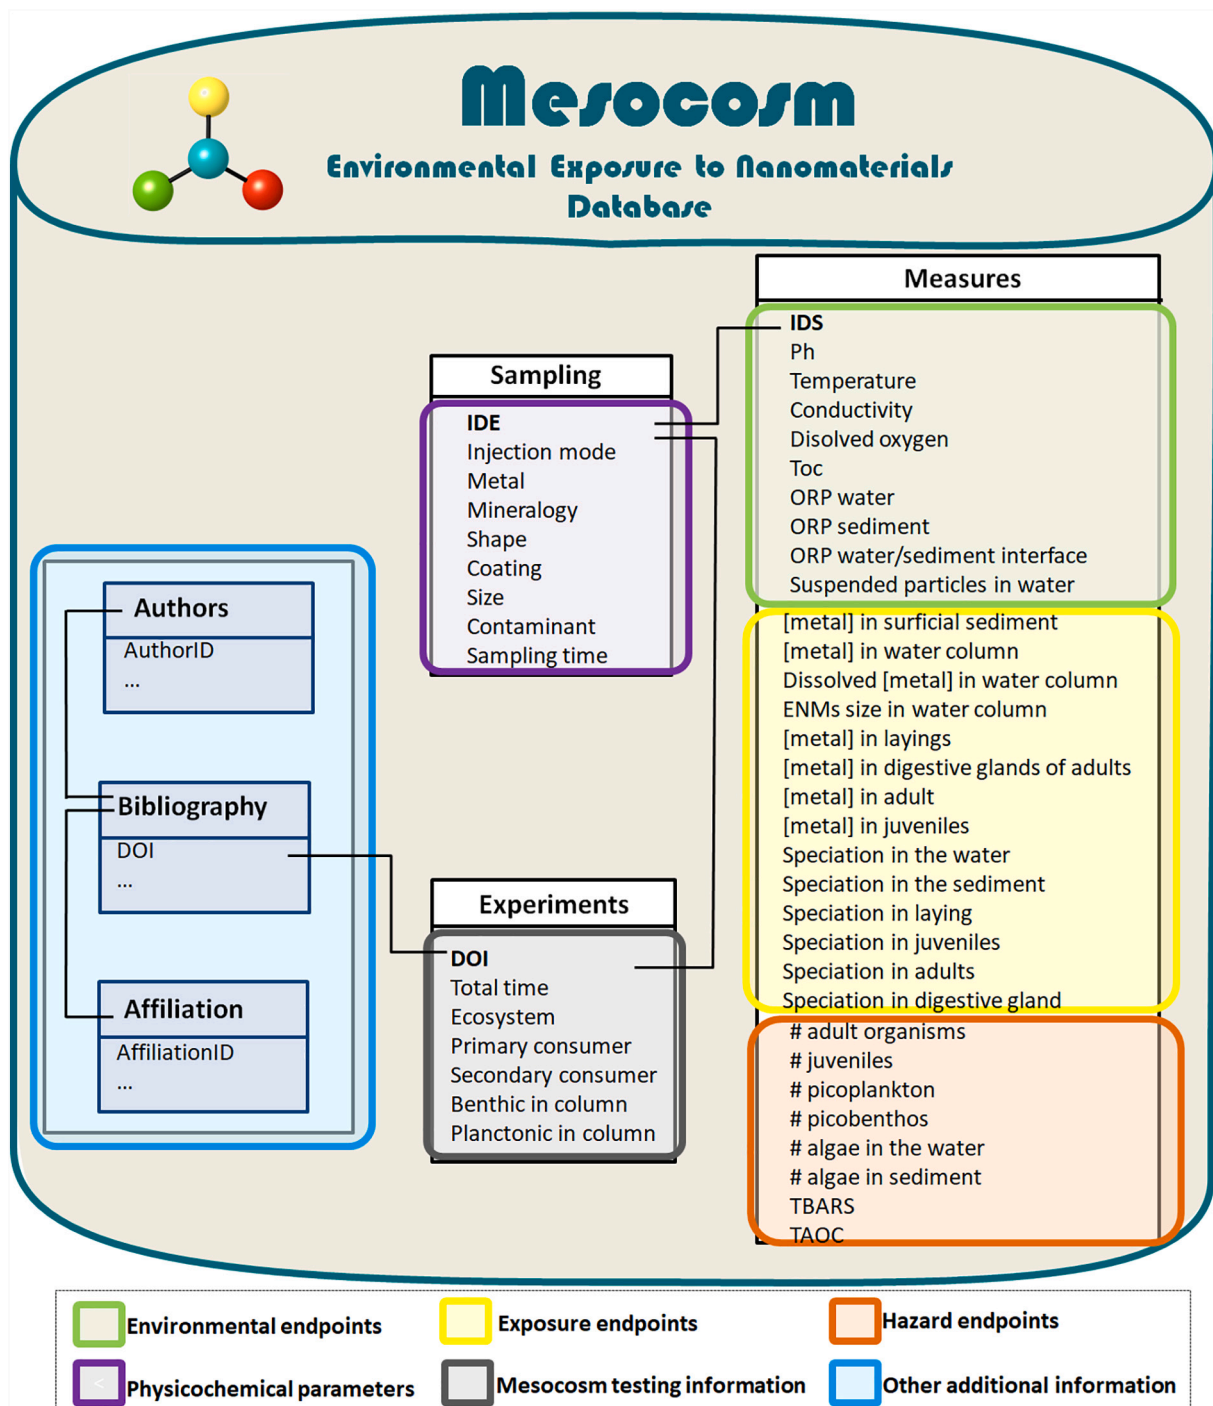 Mesocosm
Environmental Exposure to Nanomaterials
Database
Measures
IDS
Ph
Temperature
Conductivity
Disolved oxygen
Toc
ORP water
ORP sediment
ORP water/sediment interface
Suspended particles in water
[metal] in surficial sediment
[metal] in water column
Dissolved [metal] in water column
ENMs size in water column
[metal] in layings
[metal] in digestive glands of adults
[metal] in adult
[metal] in juveniles
Speciation in the water
Speciation in the sediment
Speciation in laying
Speciation in juveniles
Speciation in adults
Speciation in digestive gland
# adult organisms
# juveniles
# picoplankton
# picobenthos
# algae in the water
# algae in sediment
TBARS
TAOC
Sampling
IDE
Injection mode
Metal
Mineralogy
Shape
Coating
Size
Contaminant
Sampling time
Authors
AuthorID
...
Bibliography
DOI
...
Affiliation
AffiliationID
...
Experiments
DOI
Total time
Ecosystem
Primary consumer
Secondary consumer
Benthic in column
Planctonic in column
Environmental endpoints
Exposure endpoints
Hazard endpoints
<
Physicochemical parameters
Mesocosm testing information
Other additional information